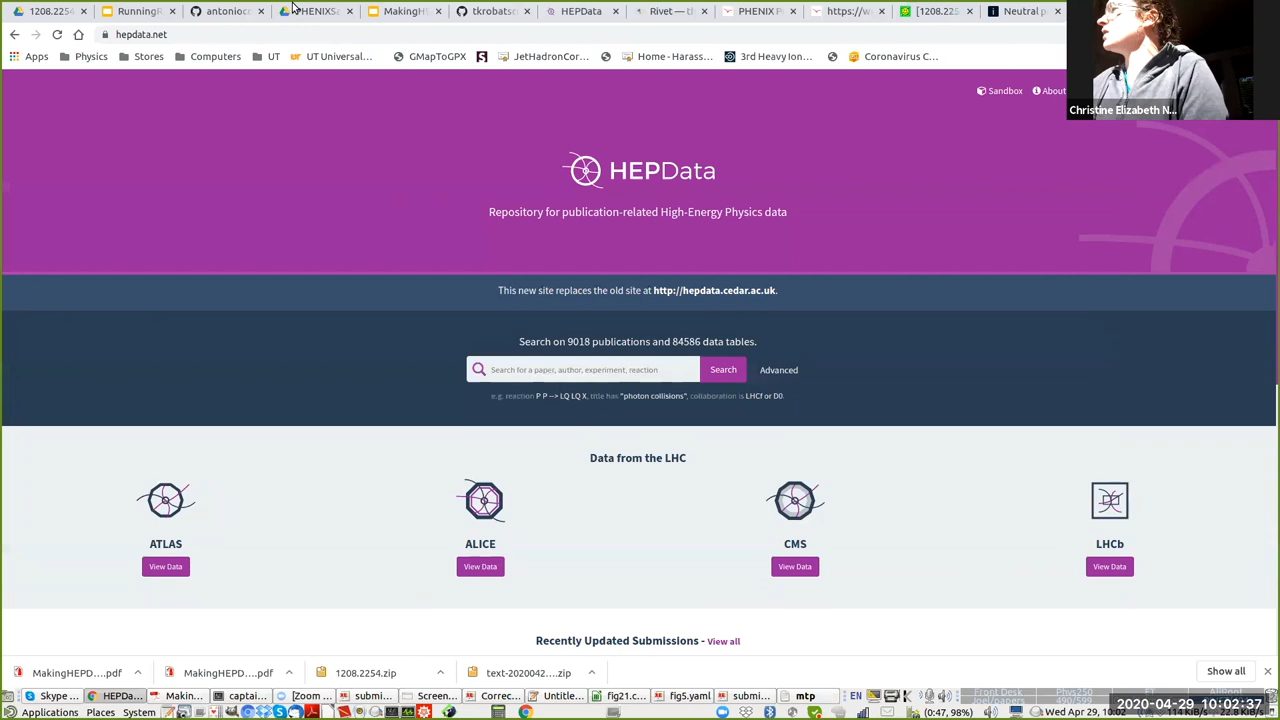 1208.2254
RunningR
antonioca
PHENIXSa
MakingH
tkrobatsc
HEPData
Rivet — th
PHENIX P
https://w
[1208.225
Neutral p
hepdata.net
Apps
Physics
Stores
Computers
UT
UT Universal...
GMapToGPX
JetHadronCor...
Home - Harass...
3rd Heavy Ion...
Coronavirus C...
Christine Elizabeth N...
Sandbox
About
HEPData
Repository for publication-related High-Energy Physics data
This new site replaces the old site at http://hepdata.cedar.ac.uk.
Search on 9018 publications and 84586 data tables.
Search for a paper, author, experiment, reaction
Search
Advanced
e.g. reaction P P --> LQ LQ X, title has "photon collisions", collaboration is LHCf or D0.
Data from the LHC
ATLAS
ALICE
CMS
LHCb
View Data
View Data
View Data
View Data
Recently Updated Submissions - View all
MakingHEPD....pdf
MakingHEPD....pdf
1208.2254.zip
text-2020042....zip
Show all
Skype ...
HEPDa...
Makin...
captai...
[Zoom ...
submi...
Screen...
Correc...
Untitle...
fig21.c...
fig5.yaml
submi...
mtp
EN
Applications
Places
System
(0:47, 98%)
Wed Apr 29, 10:02
2020-04-29 10:02:37